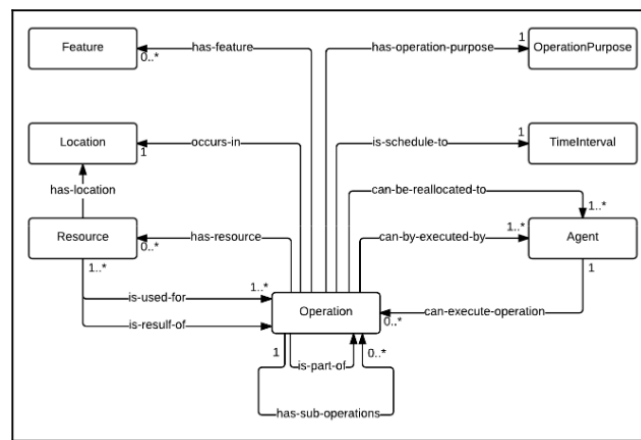 Feature
has-feature
0..*
has-operation-purpose
1
OperationPurpose
Location
occurs-in
1
is-schedule-to
1
TimeInterval
has-location
can-be-reallocated-to
1..*
Resource
has-resource
0..*
can-by-executed-by
1..*
Agent
1..*
1
is-used-for
1..*
Operation
can-execute-operation
0..*
is-resulf-of
1
is-part-of
0..*
has-sub-operations